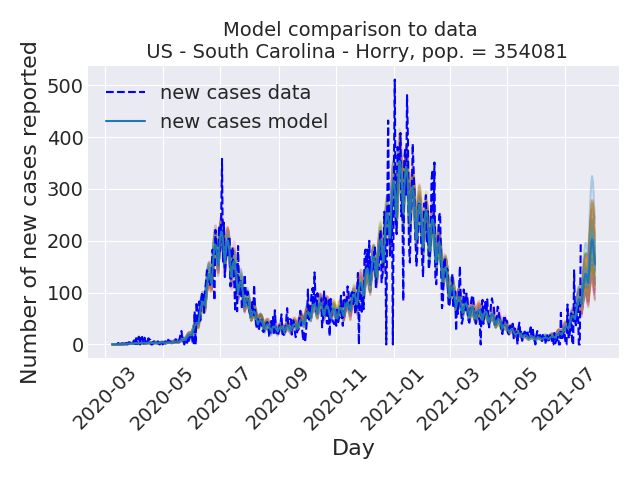 Model comparison to data
US - South Carolina - Horry, pop. = 354081
Number of new cases reported
500
400
300
200
100
0
new cases data
new cases model
2020-03
2020-05
2020-07
2020-09
2020-11
2021-01
2021-03
2021-05
2021-07
Day